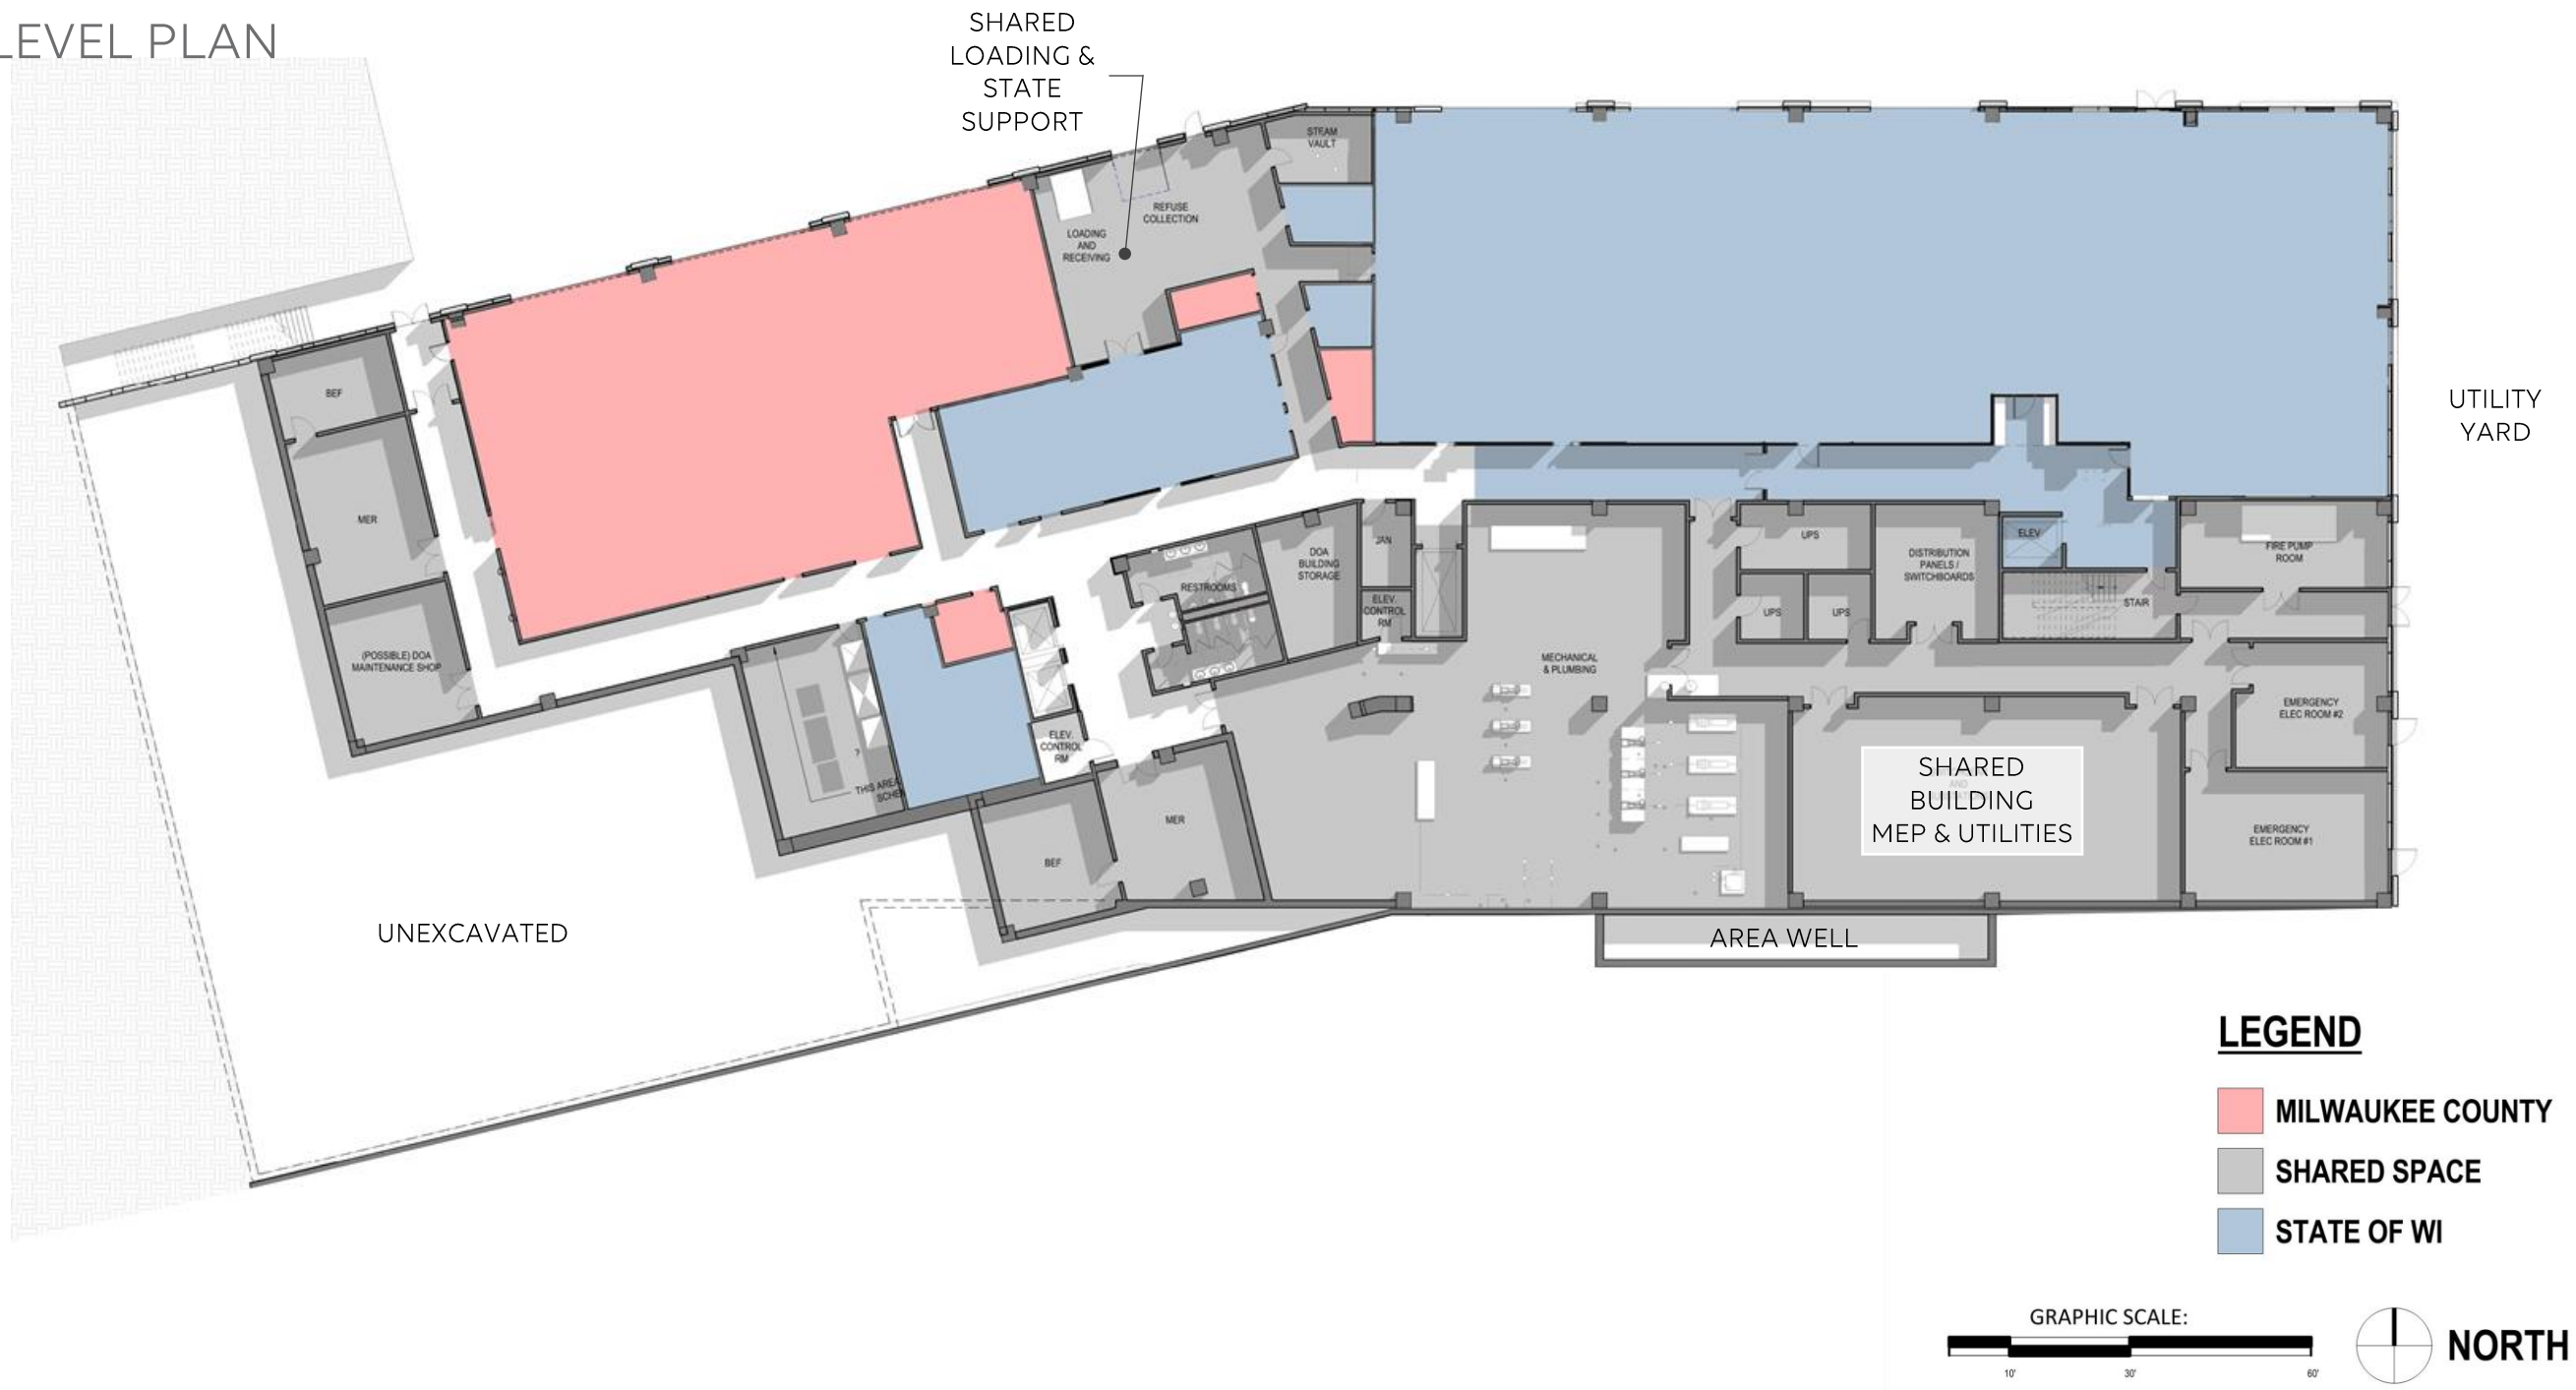 LEVEL PLAN
SHARED
LOADING &
STATE
SUPPORT
STEAM
VAULT
REFUSE
COLLECTION
LOADING
AND
RECEIVING
BEF
MER
(POSSIBLE) DOA
MAINTENANCE SHOP
UTILITY
YARD
RESTROOMS
DOA
BUILDING
STORAGE
JAN
ELEV.
CONTROL
RM
UPS
UPS
UPS
DISTRIBUTION
PANELS /
SWITCHBOARDS
ELEV
FIRE PUMP
ROOM
STAIR
MECHANICAL
& PLUMBING
EMERGENCY
ELEC ROOM #2
EMERGENCY
ELEC ROOM #1
SHARED
BUILDING
MEP & UTILITIES
?
THIS AREA
ELEV.
CONTROL
RM
MER
BEF
UNEXCAVATED
AREA WELL
LEGEND
MILWAUKEE COUNTY
SHARED SPACE
STATE OF WI
GRAPHIC SCALE:
10'
30'
60'
NORTH